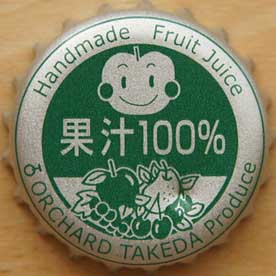 Handmade Fruit Juice
果汁100%
ORCHARD TAKEDA Produce